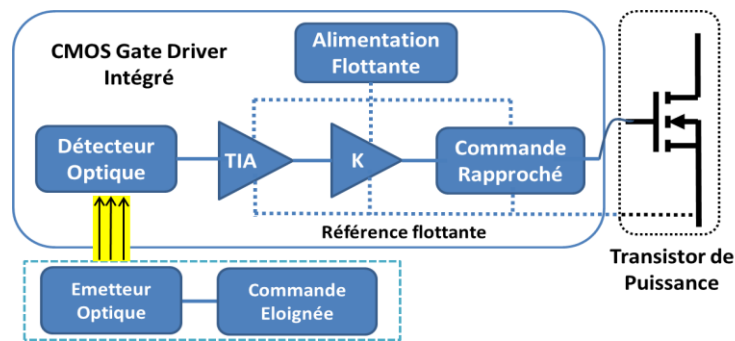 CMOS Gate Driver
Intégré
Alimentation
Flottante
Détecteur
Optique
TIA
K
Commande
Rapproché
Référence flottante
Transistor de
Puissance
Emetteur
Optique
Commande
Eloignée